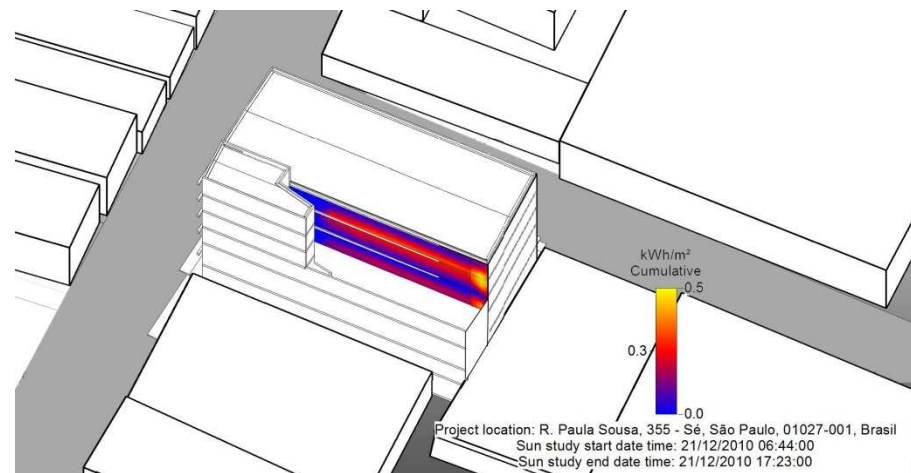 kWh/m²
Cumulative
0.5
0.3
0.0
Project location: R. Paula Sousa, 355 - Sé, São Paulo, 01027-001, Brasil
Sun study start date time: 21/12/2010 06:44:00
Sun study end date time: 21/12/2010 17:23:00